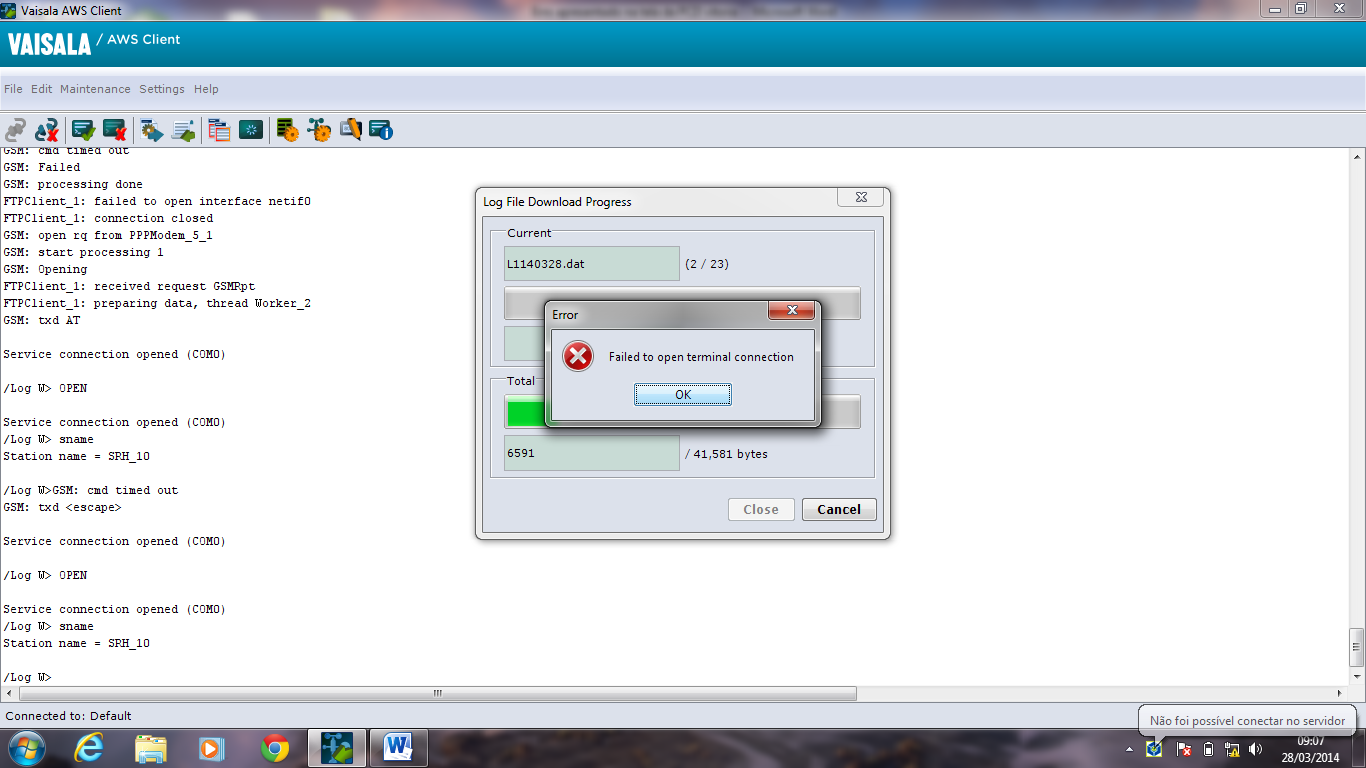 Vaisala AWS Client
VAISALA / AWS Client
File Edit Maintenance Settings Help
GSM: cmd timed out
GSM: Failed
GSM: processing done
FTPClient_1: failed to open interface netif0
FTPClient_1: connection closed
GSM: open rq from PPPModem_5_1
GSM: start processing 1
GSM: Opening
FTPClient_1: received request GSMRpt
FTPClient_1: preparing data, thread Worker_2
GSM: txd AT
Service connection opened (COM0)
/Log W> OPEN
Service connection opened (COM0)
/Log W> sname
Station name = SRH_10
/Log W>GSM: cmd timed out
GSM: txd <escape>
Service connection opened (COM0)
/Log W> OPEN
Service connection opened (COM0)
/Log W> sname
Station name = SRH_10
/Log W>
Log File Download Progress
Current
L1140328.dat (2 / 23)
Error
Failed to open terminal connection
OK
Total
6591 / 41,581 bytes
Close Cancel
Connected to: Default
Não foi possível conectar no servidor
09:07
28/03/2014